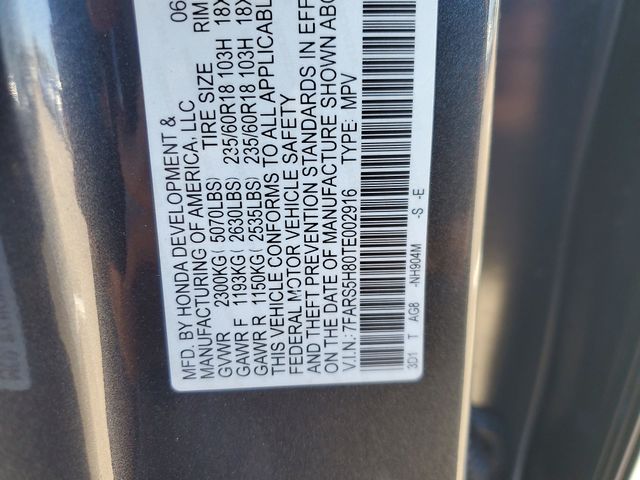 MFD. BY HONDA DEVELOPMENT & 06
MANUFACTURING OF AMERICA, LLC
TIRE SIZE RIM
GVWR 2300KG ( 5070LBS)
GAWR F 1193KG ( 2630LBS) 235/60R18 103H 18X
GAWR R 1150KG ( 2535LBS) 235/60R18 103H 18X
THIS VEHICLE CONFORMS TO ALL APPLICABLE
FEDERAL MOTOR VEHICLE SAFETY
AND THEFT PREVENTION STANDARDS IN EFF
ON THE DATE OF MANUFACTURE SHOWN ABO
V.I.N.: 7FARS5H80TE002916 TYPE: MPV
3D1 T AG8 -NH904M -S -E